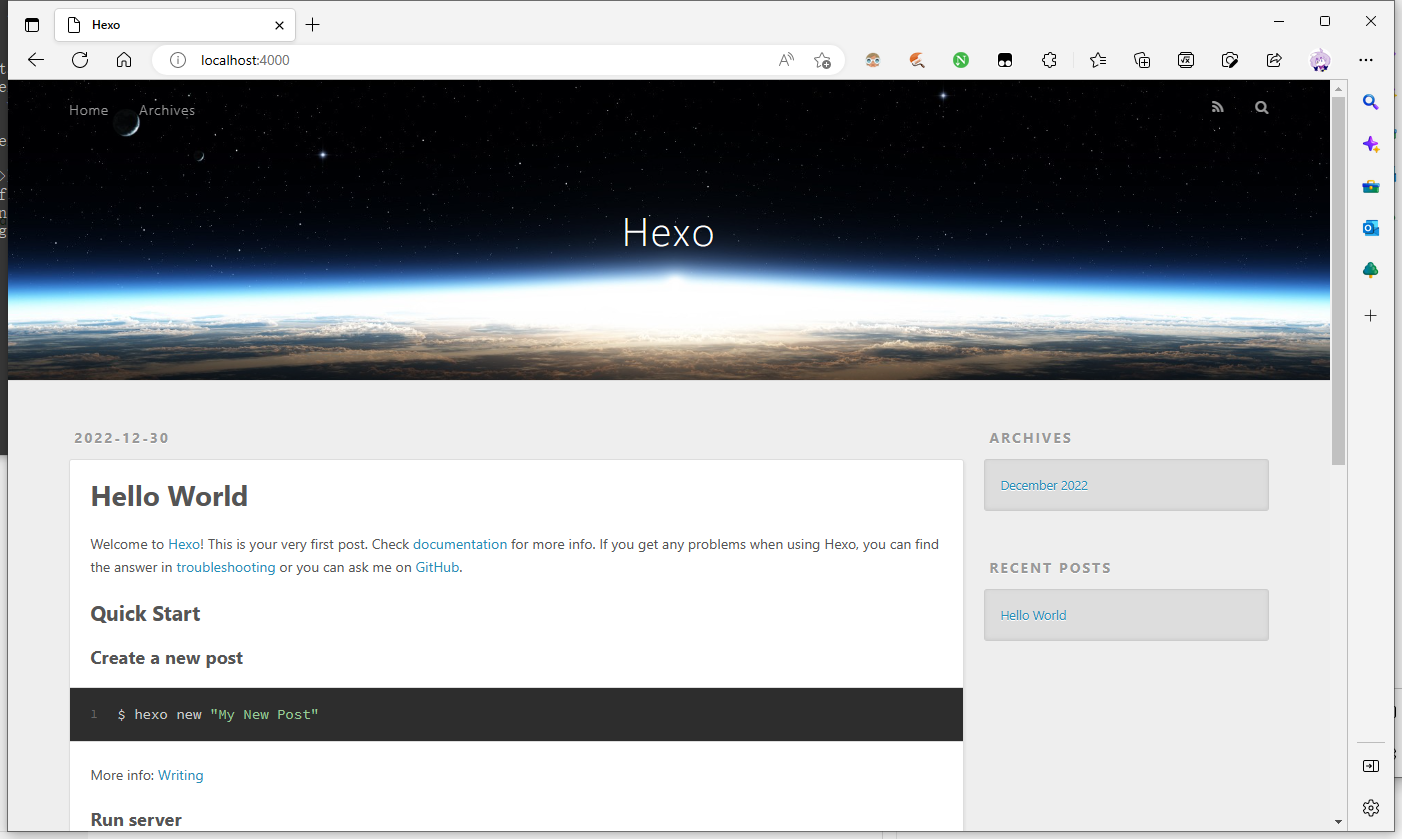 Hexo
localhost:4000
Home Archives
Hexo
2022-12-30
Hello World
Welcome to Hexo! This is your very first post. Check documentation for more info. If you get any problems when using Hexo, you can find
the answer in troubleshooting or you can ask me on GitHub.
Quick Start
Create a new post
1 $ hexo new "My New Post"
More info: Writing
Run server
ARCHIVES
December 2022
RECENT POSTS
Hello World